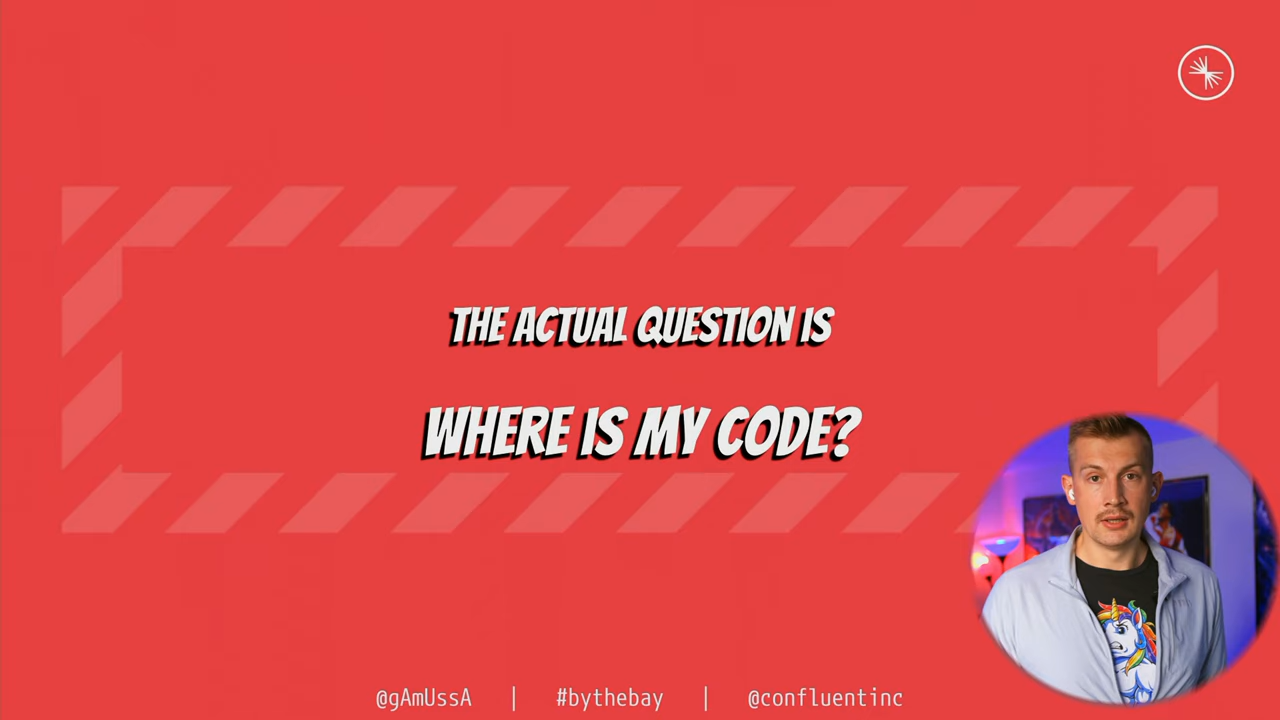 THE ACTUAL QUESTION IS
WHERE IS MY CODE?
@gAmUssA | #bythebay | @confluentinc